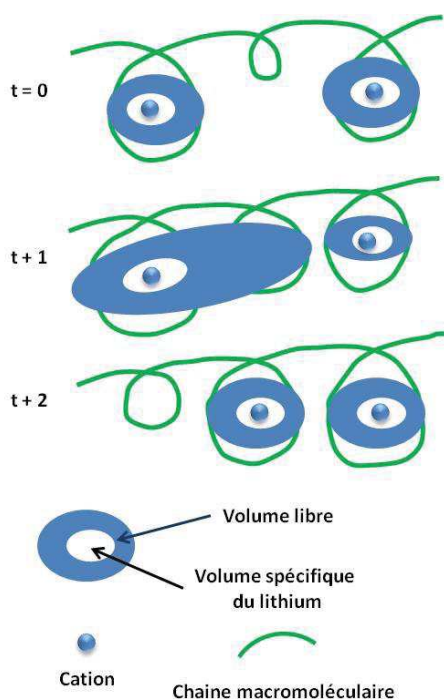 t = 0
t + 1
t + 2
Volume libre
Volume spécifique
du lithium
Cation
Chaine macromoléculaire